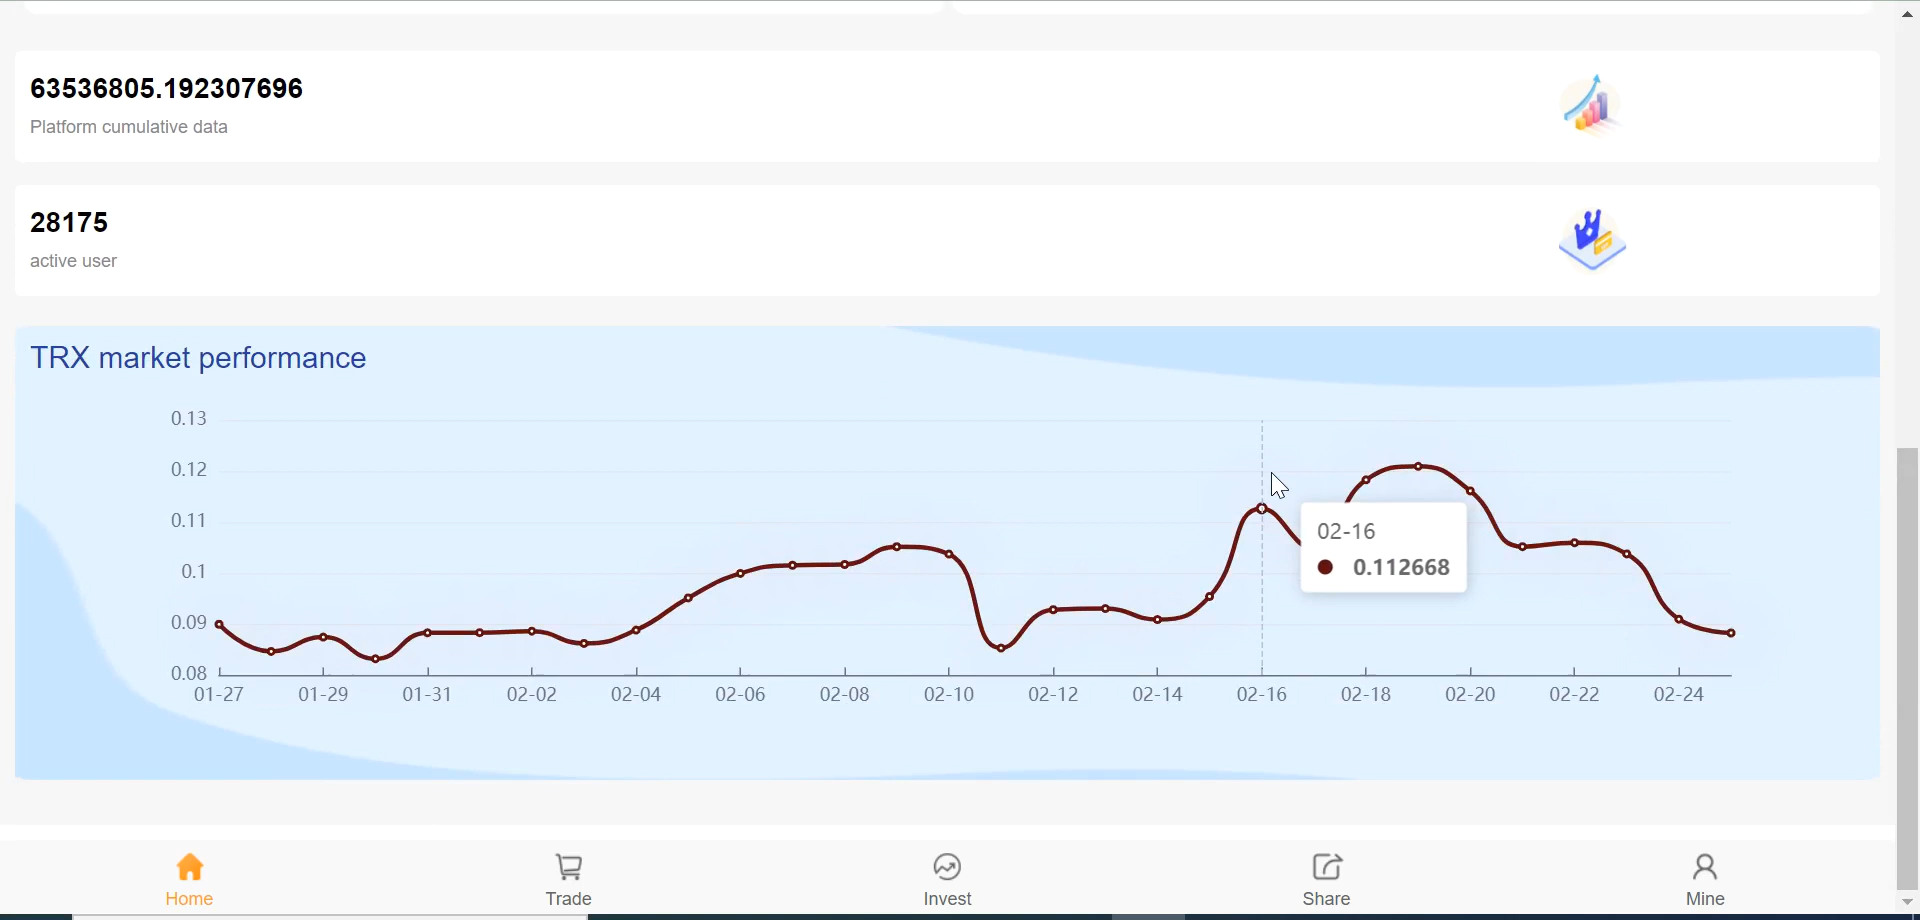 63536805.192307696
Platform cumulative data
28175
active user
TRX market performance
0.13
0.12
0.11
0.1
0.09
0.08
02-16
0.112668
01-27 01-29 01-31 02-02 02-04 02-06 02-08 02-10 02-12 02-14 02-16 02-18 02-20 02-22 02-24
Home Trade Invest Share Mine